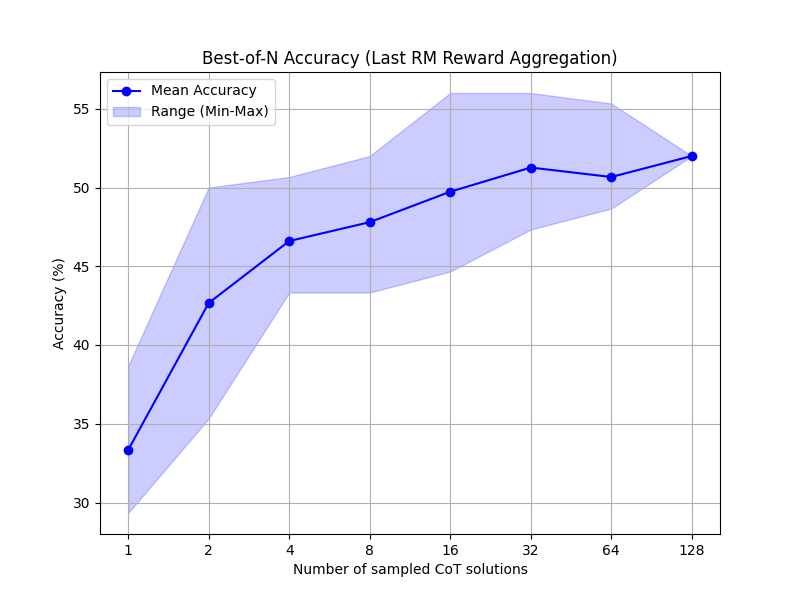 Best-of-N Accuracy (Last RM Reward Aggregation)
Mean Accuracy
Range (Min-Max)
Accuracy (%)
55
50
45
40
35
30
1 2 4 8 16 32 64 128
Number of sampled CoT solutions